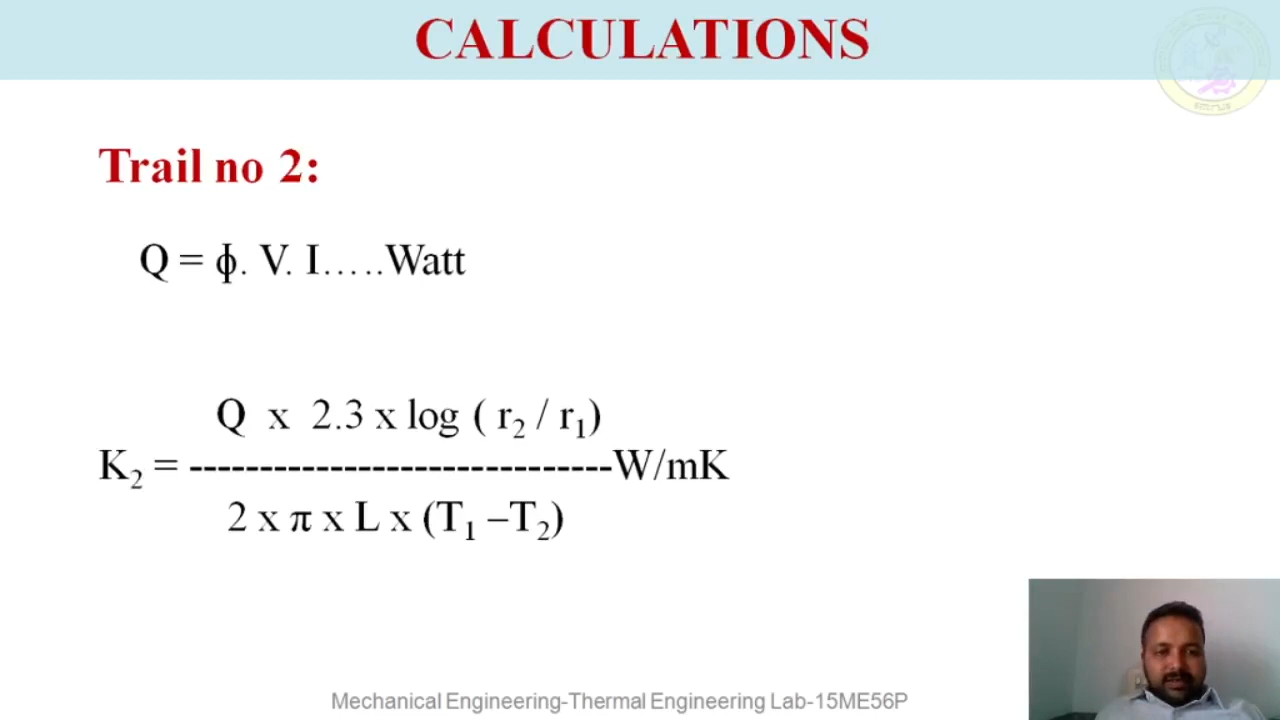 CALCULATIONS
Trail no 2:
Q = ϕ. V. I…..Watt
Q x 2.3 x log ( r₂ / r₁)
K₂ = ------------------------------W/mK
2 x π x L x (T₁ –T₂)
Mechanical Engineering-Thermal Engineering Lab-15ME56P